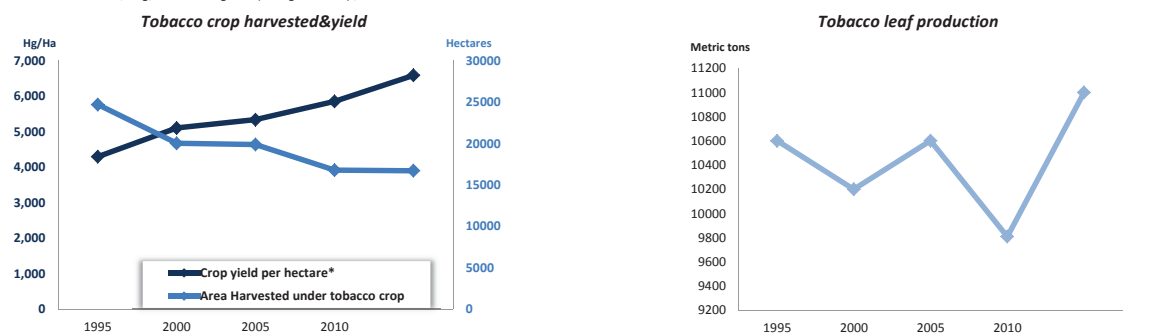 Tobacco crop harvested&yield
Hg/Ha
Hectares
7,000
6,000
5,000
4,000
3,000
2,000
1,000
0
30000
25000
20000
15000
10000
5000
0
Crop yield per hectare*
Area Harvested under tobacco crop
1995 2000 2005 2010
Tobacco leaf production
Metric tons
11200
11000
10800
10600
10400
10200
10000
9800
9600
9400
9200
1995 2000 2005 2010